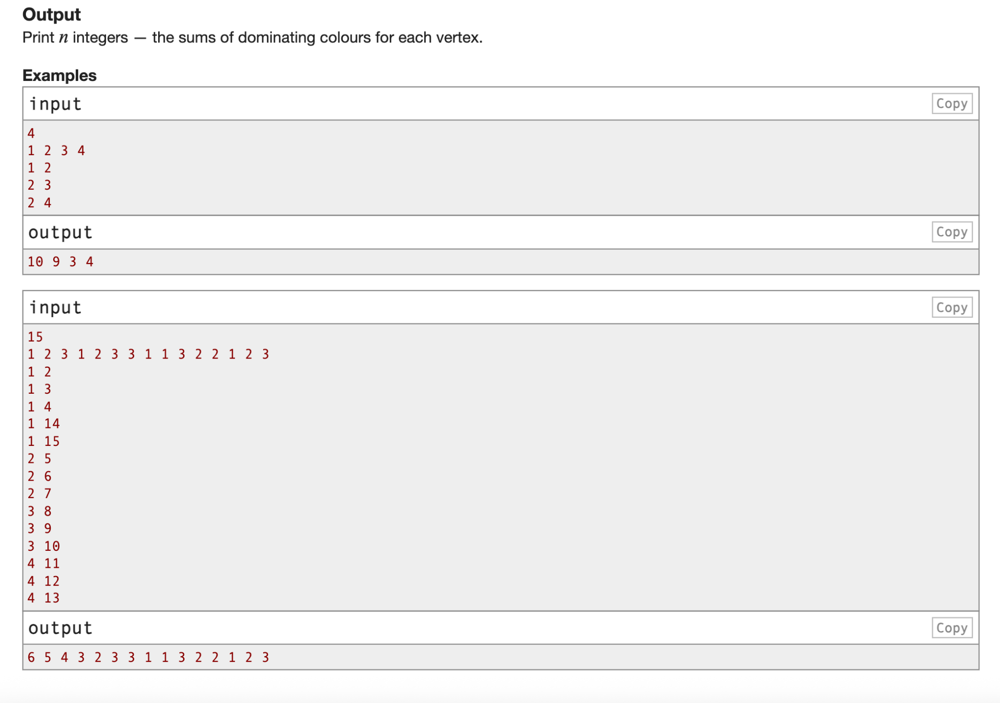 Output
Print n integers — the sums of dominating colours for each vertex.
Examples
input Copy
4
1 2 3 4
1 2
2 3
2 4
output Copy
10 9 3 4
input Copy
15
1 2 3 1 2 3 3 1 1 3 2 2 1 2 3
1 2
1 3
1 4
1 14
1 15
2 5
2 6
2 7
3 8
3 9
3 10
4 11
4 12
4 13
output Copy
6 5 4 3 2 3 3 1 1 3 2 2 1 2 3